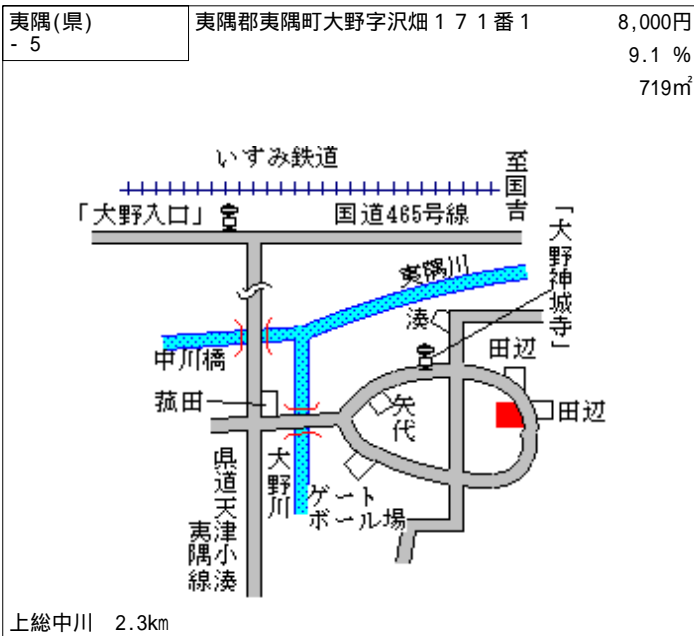 夷隅(県)
- 5
夷隅郡夷隅町大野字沢畑１７１番１
8,000円
9.1 %
719㎡
いすみ鉄道
至国吉
「大野入口」
国道465号線
「大野神城寺」
夷隅川
湊
中川橋
田辺
菰田
矢代
田辺
県道天津小湊夷隅線
大野川
ゲートボール場
上総中川 2.3km